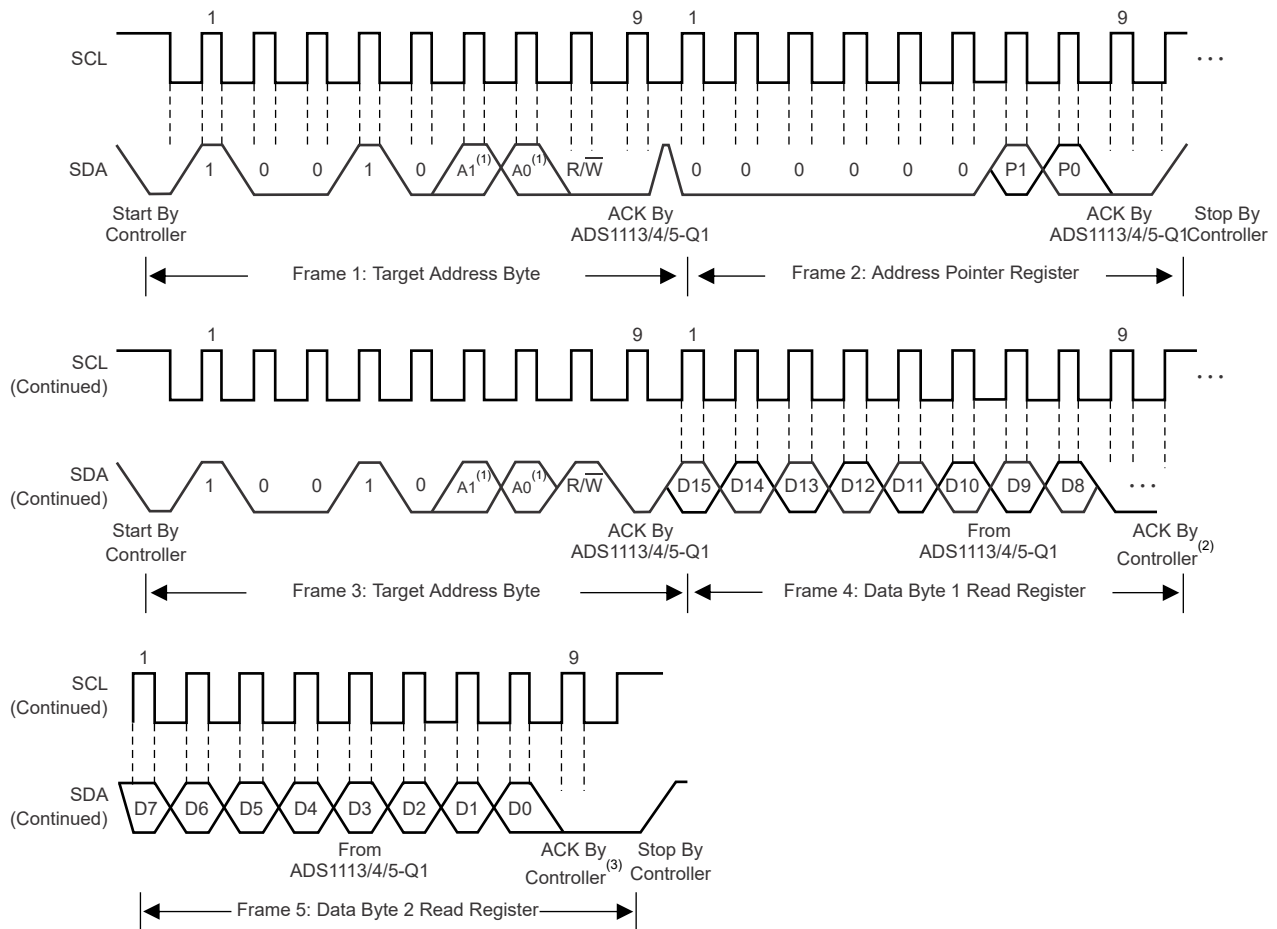 1 9 1 9
SCL
...
SDA
1 0 0 1 0 A1(1) A0(1) R/W 0 0 0 0 0 0 P1 P0
Start By
Controller
ACK By
ADS1113/4/5-Q1
ACK By
ADS1113/4/5-Q1
Stop By
Controller
Frame 1: Target Address Byte
Frame 2: Address Pointer Register
1 9 1 9
SCL
(Continued)
...
SDA
(Continued)
1 0 0 1 0 A1(1) A0(1) R/W D15 D14 D13 D12 D11 D10 D9 D8 ...
Start By
Controller
ACK By
ADS1113/4/5-Q1
From
ADS1113/4/5-Q1
ACK By
Controller(2)
Frame 3: Target Address Byte
Frame 4: Data Byte 1 Read Register
1 9
SCL
(Continued)
SDA
(Continued)
D7 D6 D5 D4 D3 D2 D1 D0
From
ADS1113/4/5-Q1
ACK By
Controller(3)
Stop By
Controller
Frame 5: Data Byte 2 Read Register